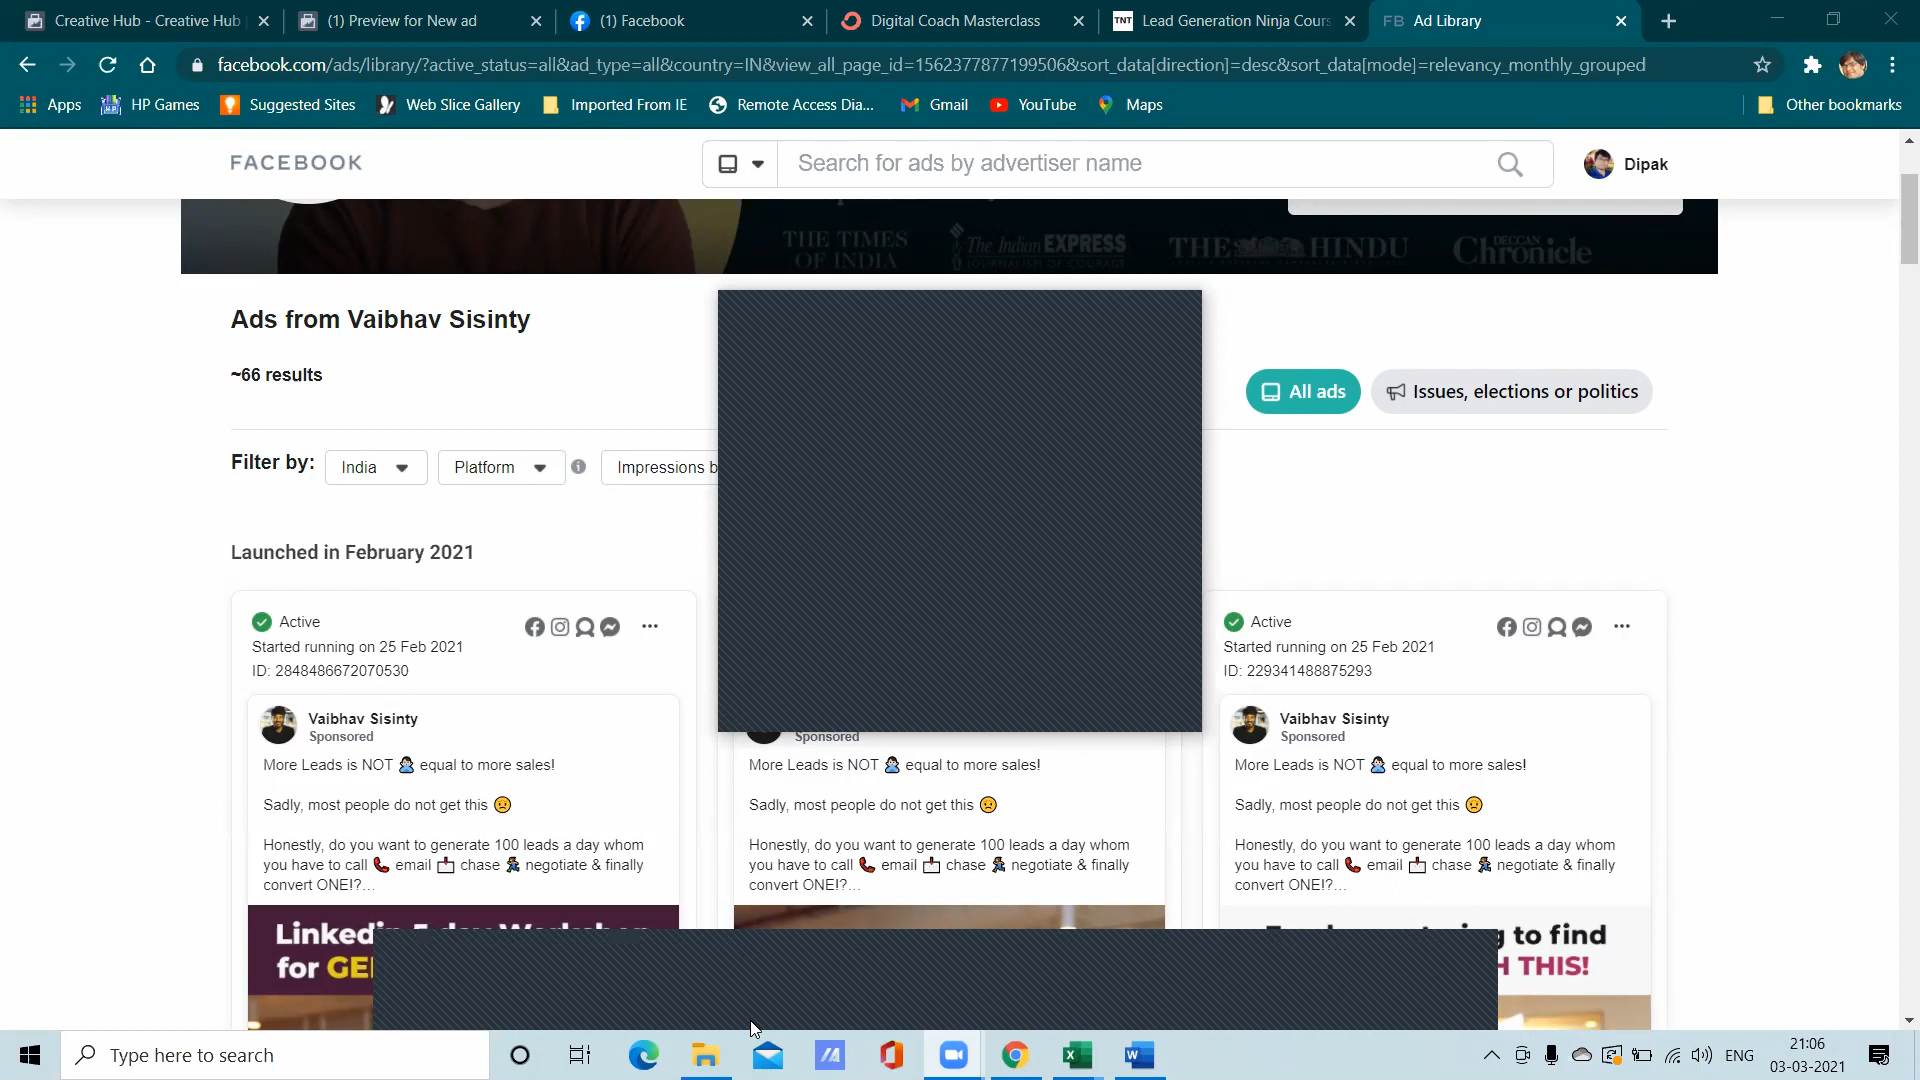 Creative Hub - Creative Hub
(1) Preview for New ad
(1) Facebook
Digital Coach Masterclass
TNT
Lead Generation Ninja Cours
FB
Ad Library
facebook.com/ads/library/?active_status=all&ad_type=all&country=IN&view_all_page_id=1562377877199506&sort_data[direction]=desc&sort_data[mode]=relevancy_monthly_grouped
Apps
HP Games
Suggested Sites
Web Slice Gallery
Imported From IE
Remote Access Dia...
Gmail
YouTube
Maps
Other bookmarks
FACEBOOK
Search for ads by advertiser name
Dipak
THE TIMES
OF INDIA
The Indian EXPRESS
JOURNALISM OF COURAGE
THE HINDU
DECCAN
Chronicle
Ads from Vaibhav Sisinty
~66 results
All ads
Issues, elections or politics
Filter by:
India
Platform
Impressions b
Launched in February 2021
Active
Started running on 25 Feb 2021
ID: 2848486672070530
Vaibhav Sisinty
Sponsored
More Leads is NOT 🙅 equal to more sales!
Sadly, most people do not get this 😟
Honestly, do you want to generate 100 leads a day whom
you have to call 📞 email 📩 chase 🏃 negotiate & finally
convert ONE!?...
for GE
Sponsored
More Leads is NOT 🙅 equal to more sales!
Sadly, most people do not get this 😟
Honestly, do you want to generate 100 leads a day whom
you have to call 📞 email 📩 chase 🏃 negotiate & finally
convert ONE!?...
Active
Started running on 25 Feb 2021
ID: 229341488875293
Vaibhav Sisinty
Sponsored
More Leads is NOT 🙅 equal to more sales!
Sadly, most people do not get this 😟
Honestly, do you want to generate 100 leads a day whom
you have to call 📞 email 📩 chase 🏃 negotiate & finally
convert ONE!?...
to find
THIS!
Type here to search
ENG
21:06
03-03-2021